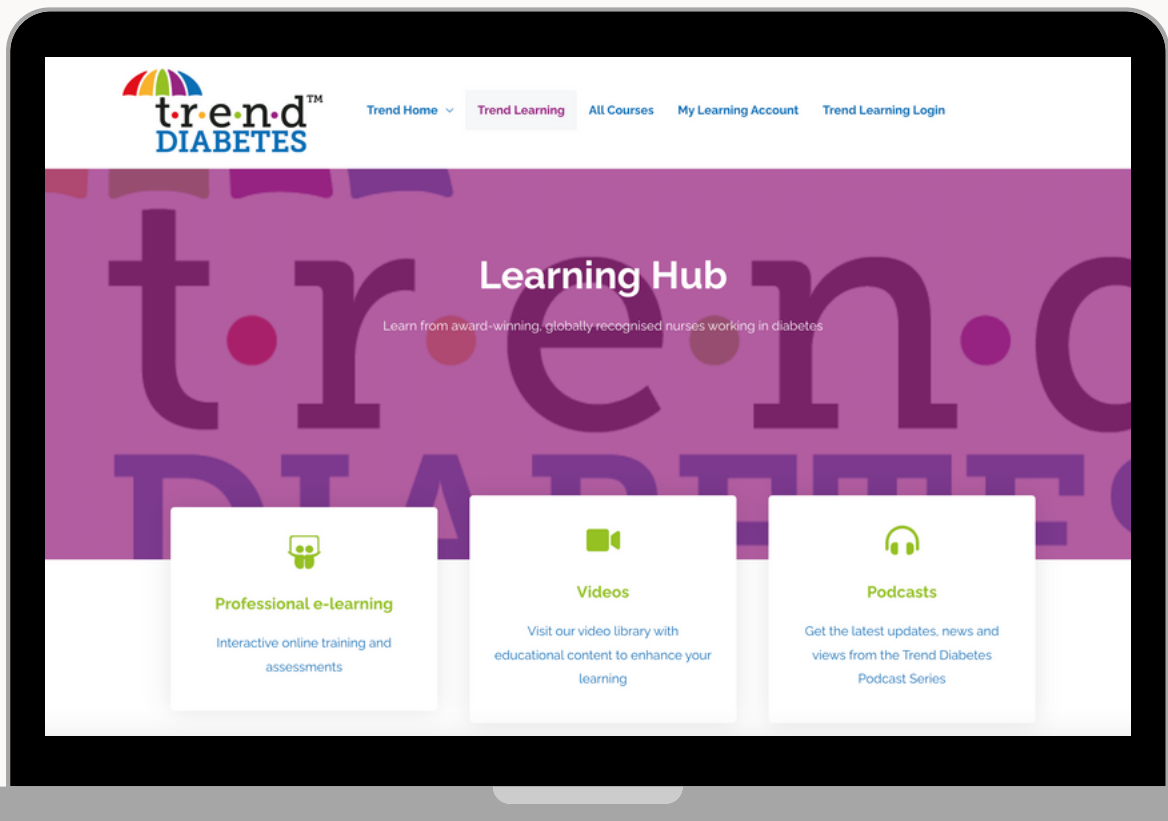 t·r·e·n·d™
DIABETES
Trend Home
Trend Learning
All Courses
My Learning Account
Trend Learning Login
t·r·e·n·d
DIABETES
Learning Hub
Learn from award-winning, globally recognised nurses working in diabetes
Professional e-learning
Interactive online training and
assessments
Videos
Visit our video library with
educational content to enhance your
learning
Podcasts
Get the latest updates, news and
views from the Trend Diabetes
Podcast Series